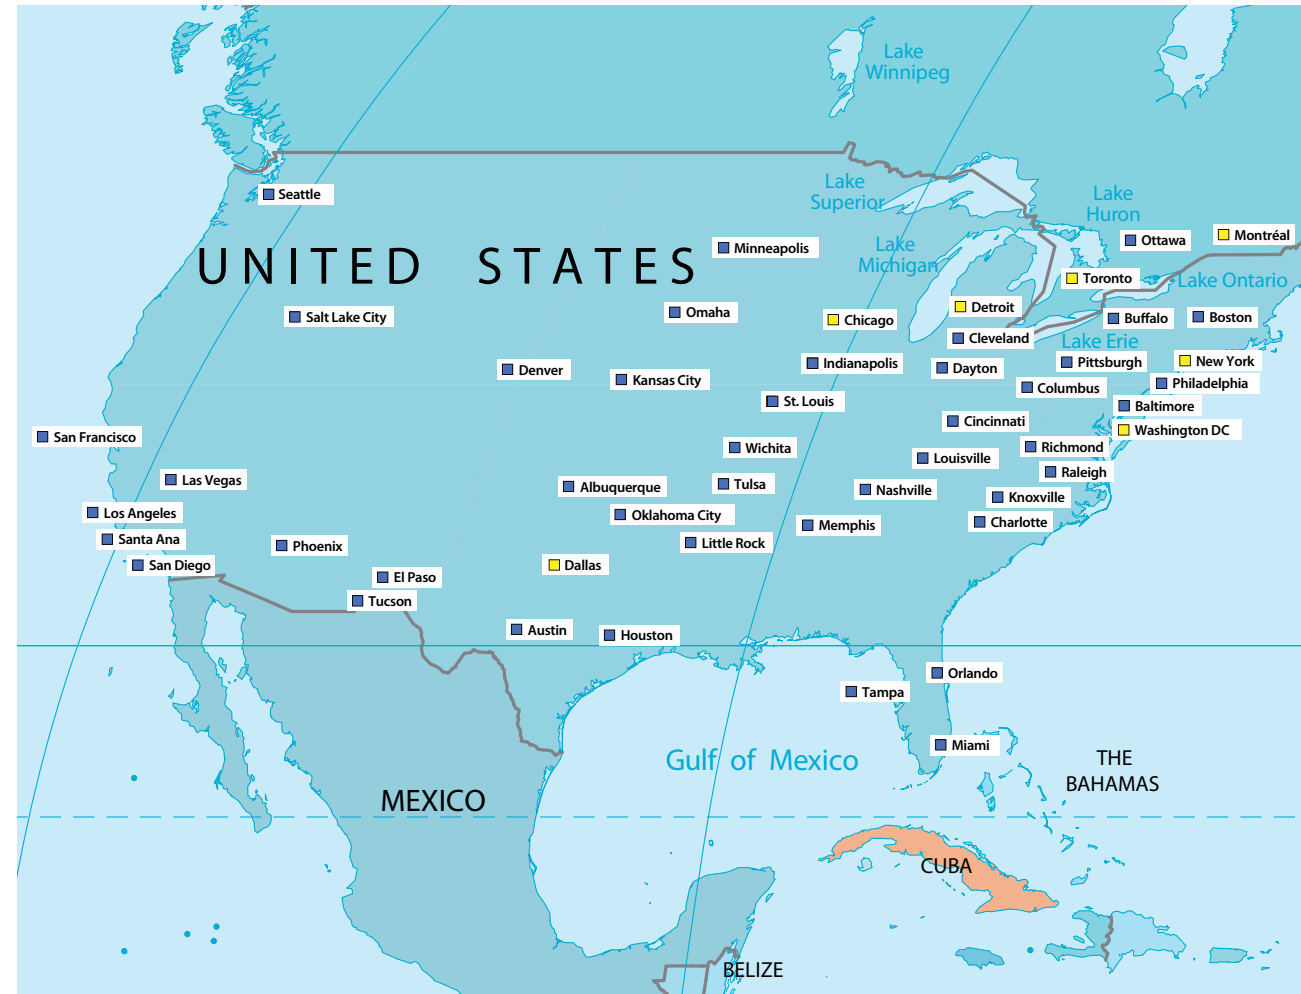 Lake
Winnipeg
Lake
Superior
Lake
Huron
Seattle
Montréal
Ottawa
Minneapolis
Lake
Michigan
UNITED STATES
Toronto
Lake Ontario
Detroit
Omaha
Salt Lake City
Chicago
Buffalo
Boston
Cleveland
Lake Erie
New York
Pittsburgh
Indianapolis
Dayton
Denver
Kansas City
Philadelphia
Columbus
St. Louis
Baltimore
Cincinnati
Washington DC
San Francisco
Wichita
Richmond
Louisville
Raleigh
Las Vegas
Tulsa
Albuquerque
Nashville
Knoxville
Los Angeles
Oklahoma City
Charlotte
Memphis
Santa Ana
Little Rock
Phoenix
San Diego
Dallas
El Paso
Tucson
Austin
Houston
Orlando
Tampa
Miami
Gulf of Mexico
THE
BAHAMAS
MEXICO
CUBA
BELIZE